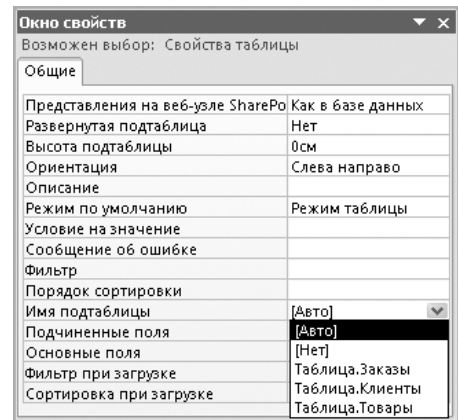 Окно свойств
Возможен выбор: Свойства таблицы
Общие
Представления на веб-узле SharePo Как в базе данных
Развернутая подтаблица Нет
Высота подтаблицы 0см
Ориентация Слева направо
Описание
Режим по умолчанию Режим таблицы
Условие на значение
Сообщение об ошибке
Фильтр
Порядок сортировки
Имя подтаблицы [Авто]
Подчиненные поля [Авто]
Основные поля [Нет]
Фильтр при загрузке Таблица.Заказы
Сортировка при загрузке Таблица.Клиенты
Таблица.Товары